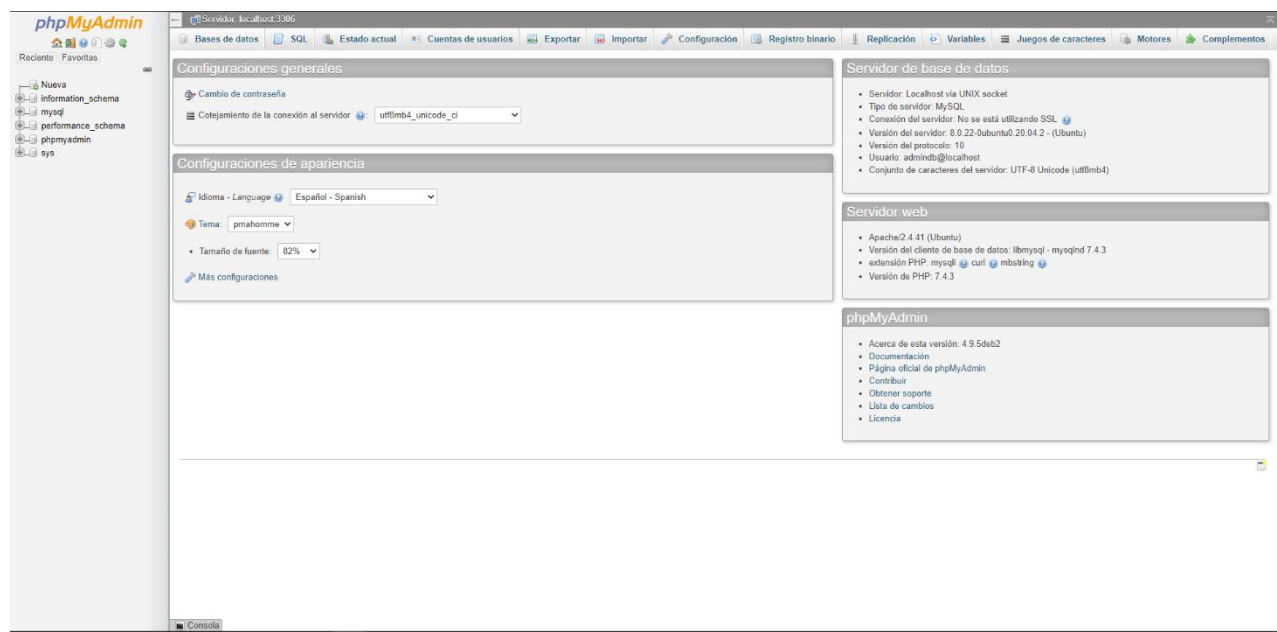 phpMyAdmin
Reciente Favoritas
Nueva
information_schema
mysql
performance_schema
phpmyadmin
sys
Servidor: localhost:3306
Bases de datos SQL Estado actual Cuentas de usuarios Exportar Importar Configuración Registro binario Replicación Variables Juegos de caracteres Motores Complementos
Configuraciones generales
Cambio de contraseña
Cotejamiento de la conexión al servidor : utf8mb4_unicode_ci
Configuraciones de apariencia
Idioma - Language Español - Spanish
Tema: pmahomme
• Tamaño de fuente: 82%
Más configuraciones
Servidor de base de datos
• Servidor: Localhost via UNIX socket
• Tipo de servidor: MySQL
• Conexión del servidor: No se está utilizando SSL
• Versión del servidor: 8.0.22-0ubuntu0.20.04.2 - (Ubuntu)
• Versión del protocolo: 10
• Usuario: admindb@localhost
• Conjunto de caracteres del servidor: UTF-8 Unicode (utf8mb4)
Servidor web
• Apache/2.4.41 (Ubuntu)
• Versión del cliente de base de datos: libmysql - mysqlnd 7.4.3
• extensión PHP: mysqli curl mbstring
• Versión de PHP: 7.4.3
phpMyAdmin
• Acerca de esta versión: 4.9.5deb2
• Documentación
• Página oficial de phpMyAdmin
• Contribuir
• Obtener soporte
• Lista de cambios
• Licencia
Consola